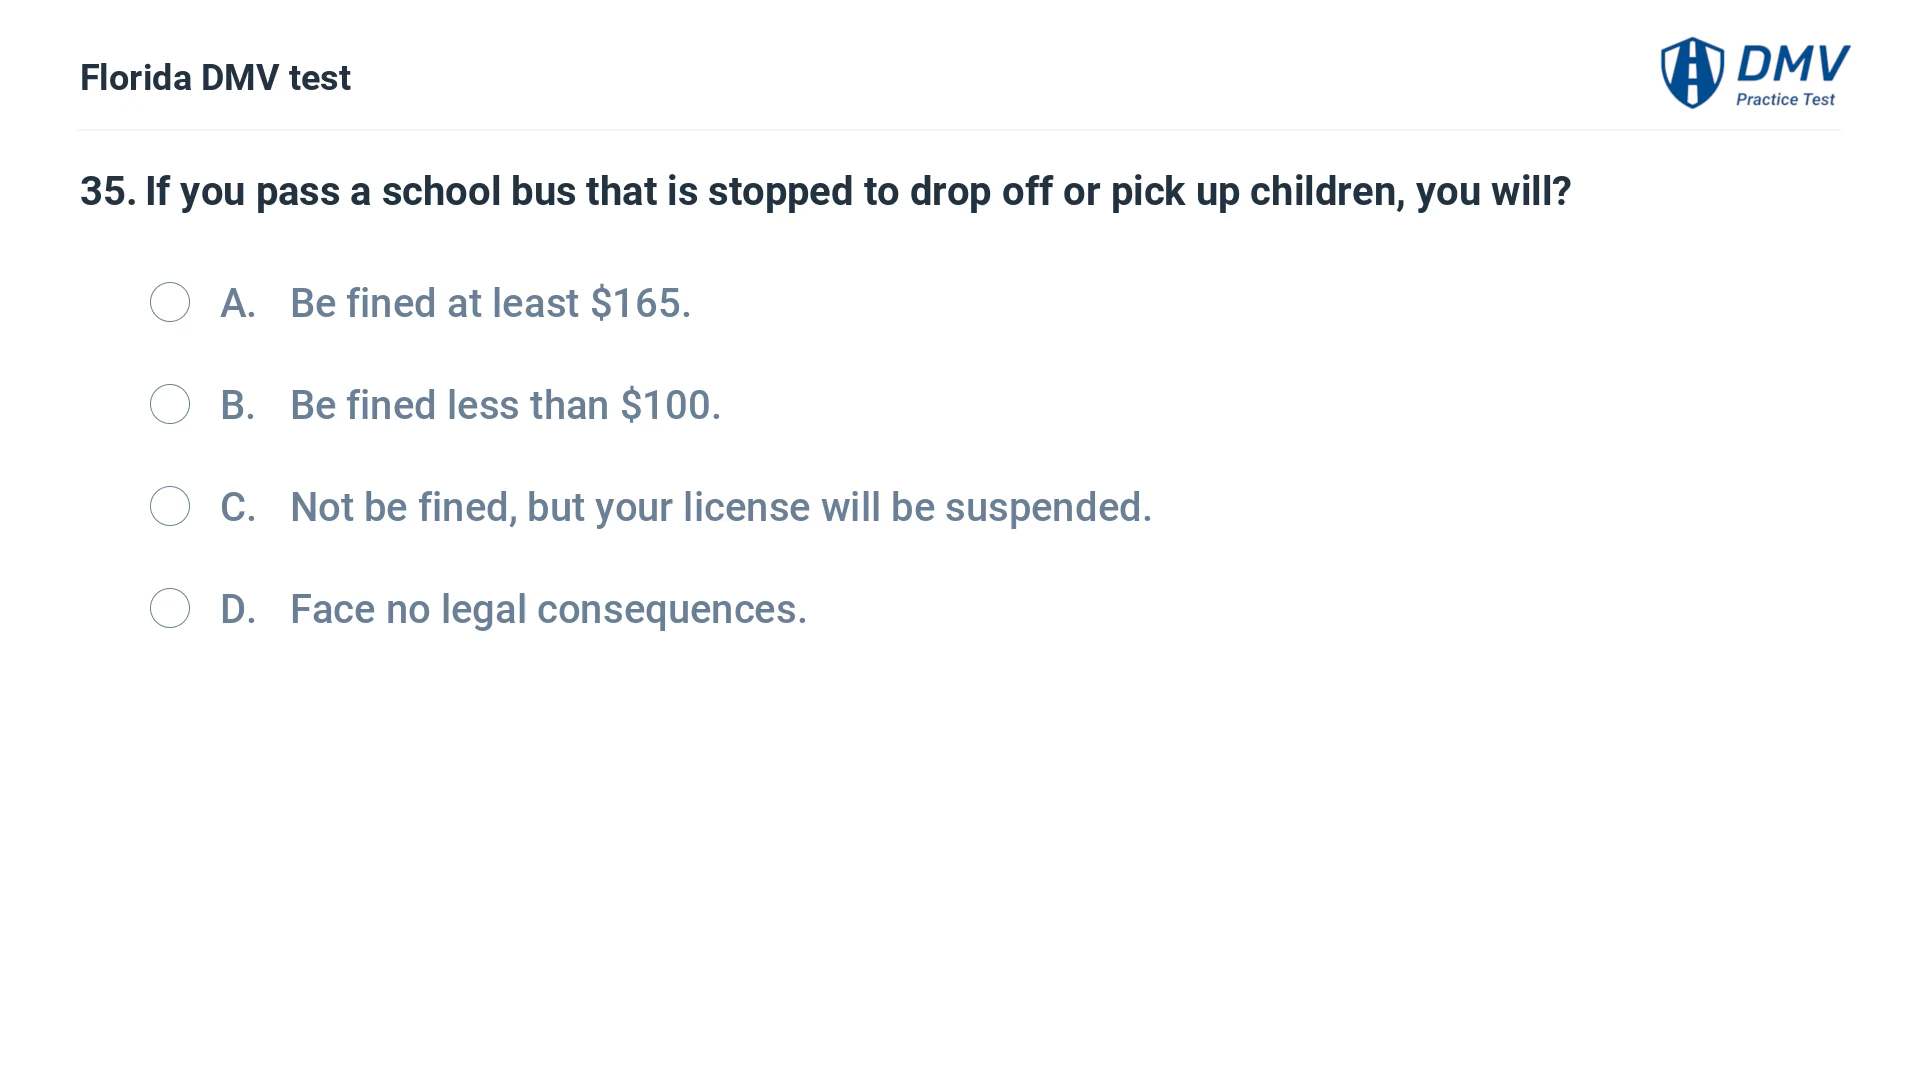 Florida DMV test
DMV
Practice Test
35. If you pass a school bus that is stopped to drop off or pick up children, you will?
A. Be fined at least $165.
B. Be fined less than $100.
C. Not be fined, but your license will be suspended.
D. Face no legal consequences.